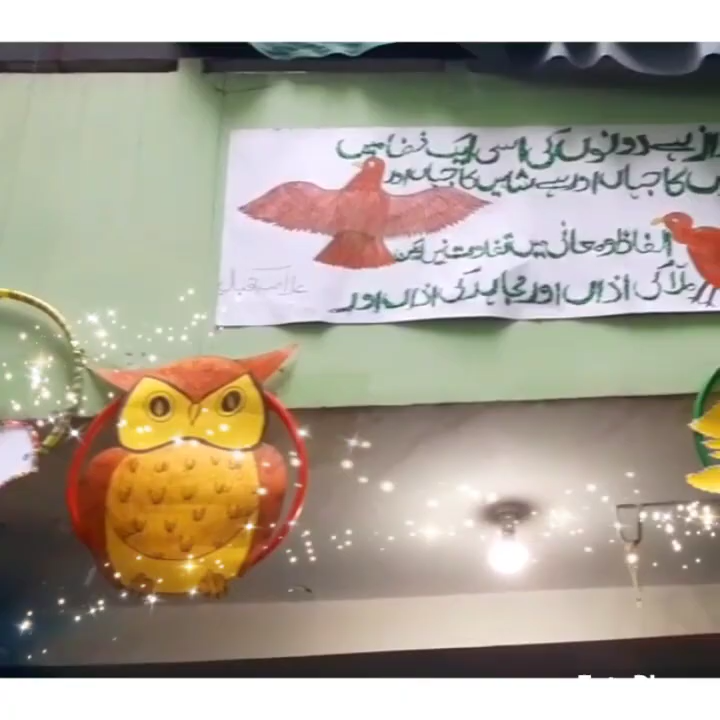 ہے دونوں کی اسی ایک فضا میں
کا جہاں اور ہے شاہیں کا جہاں اور
الفاظ و معانی میں تفاوت نہیں لیکن
ملّا کی اذاں اور مجاہد کی اذاں اور
علامہ اقبال